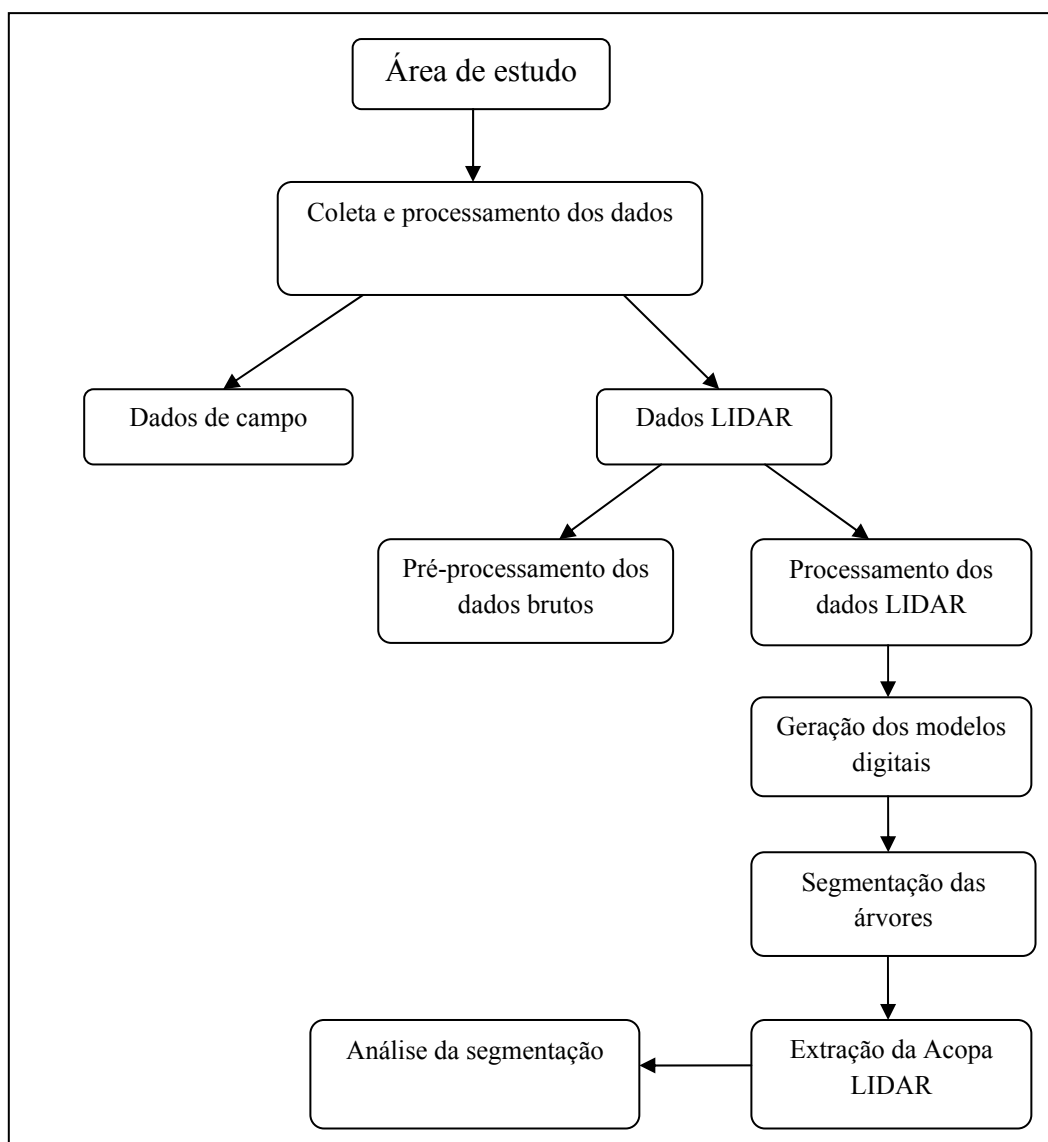 Área de estudo
Coleta e processamento dos dados
Dados de campo
Dados LIDAR
Pré-processamento dos
dados brutos
Processamento dos
dados LIDAR
Geração dos modelos
digitais
Segmentação das
árvores
Extração da Acopa
LIDAR
Análise da segmentação